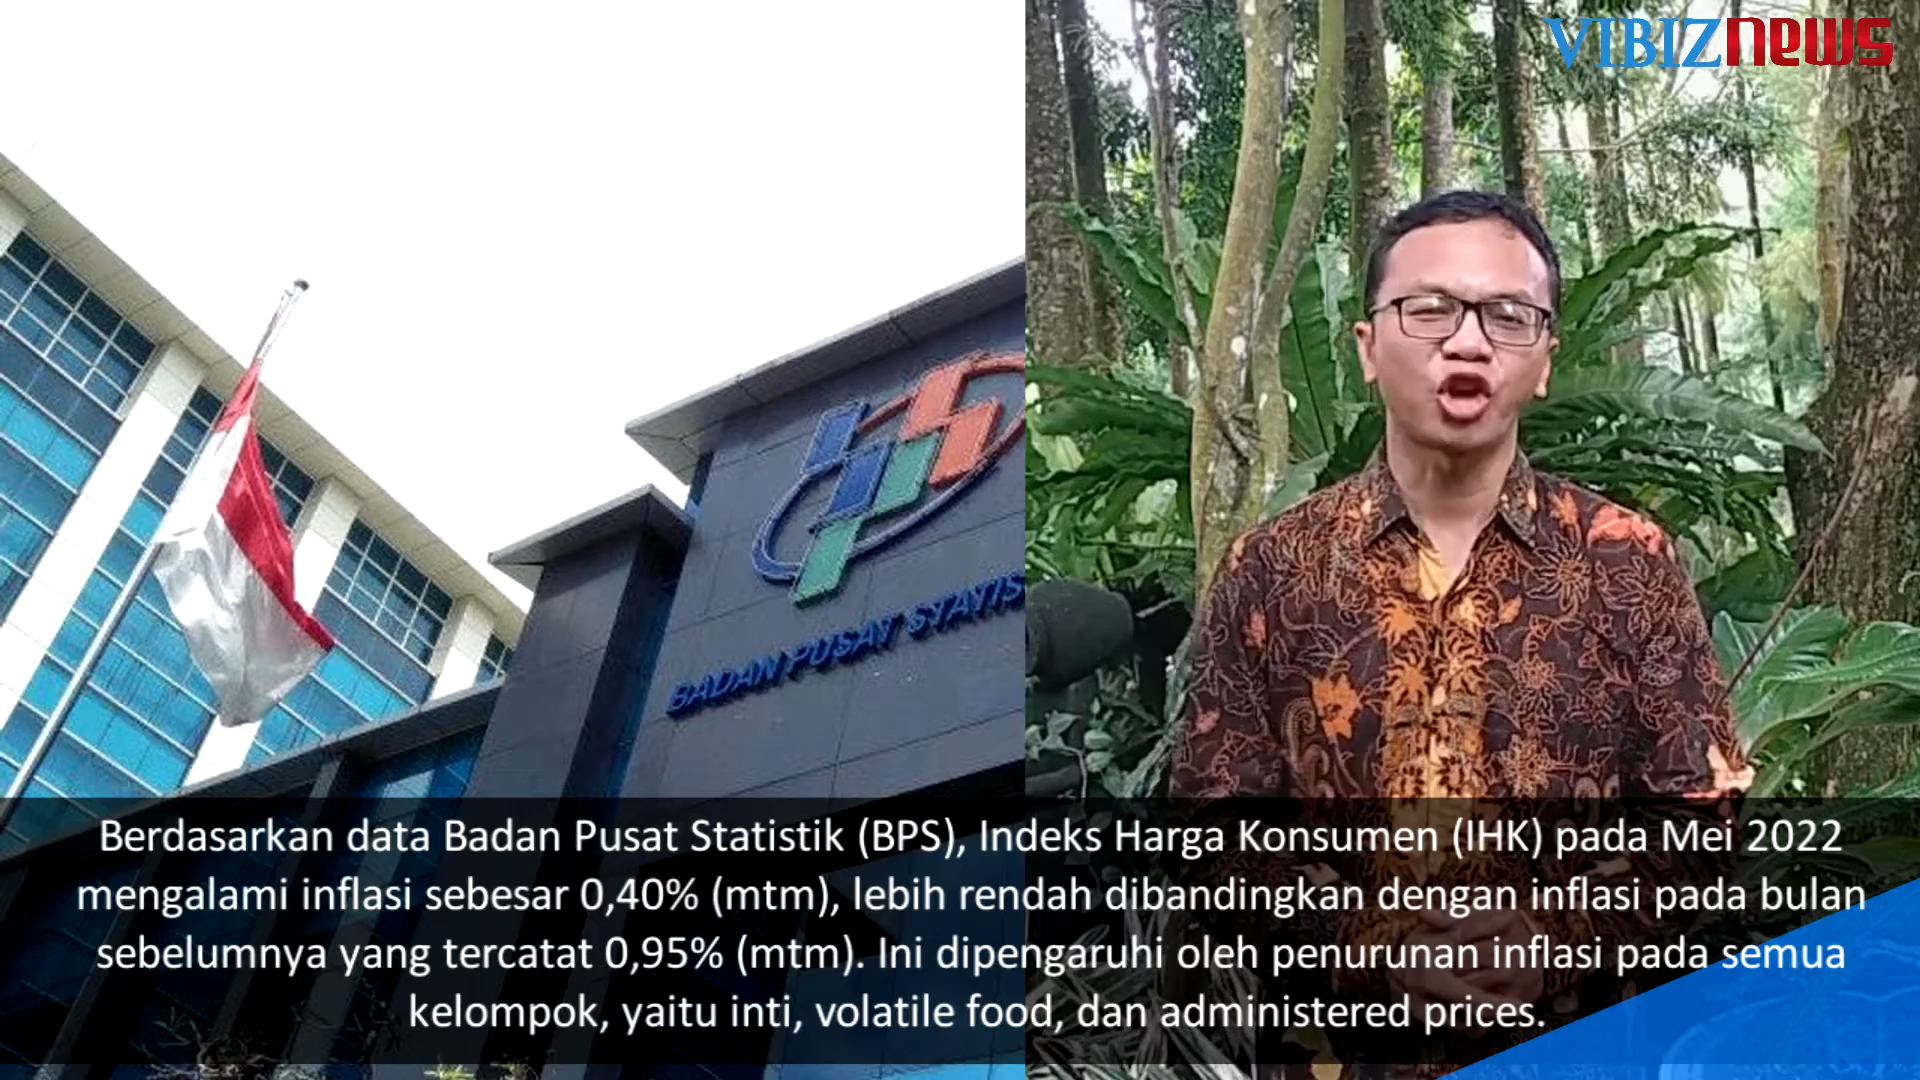 VIBIZnews
BADAN PUSAT STATIS
Berdasarkan data Badan Pusat Statistik (BPS), Indeks Harga Konsumen (IHK) pada Mei 2022
mengalami inflasi sebesar 0,40% (mtm), lebih rendah dibandingkan dengan inflasi pada bulan
sebelumnya yang tercatat 0,95% (mtm). Ini dipengaruhi oleh penurunan inflasi pada semua
kelompok, yaitu inti, volatile food, dan administered prices.